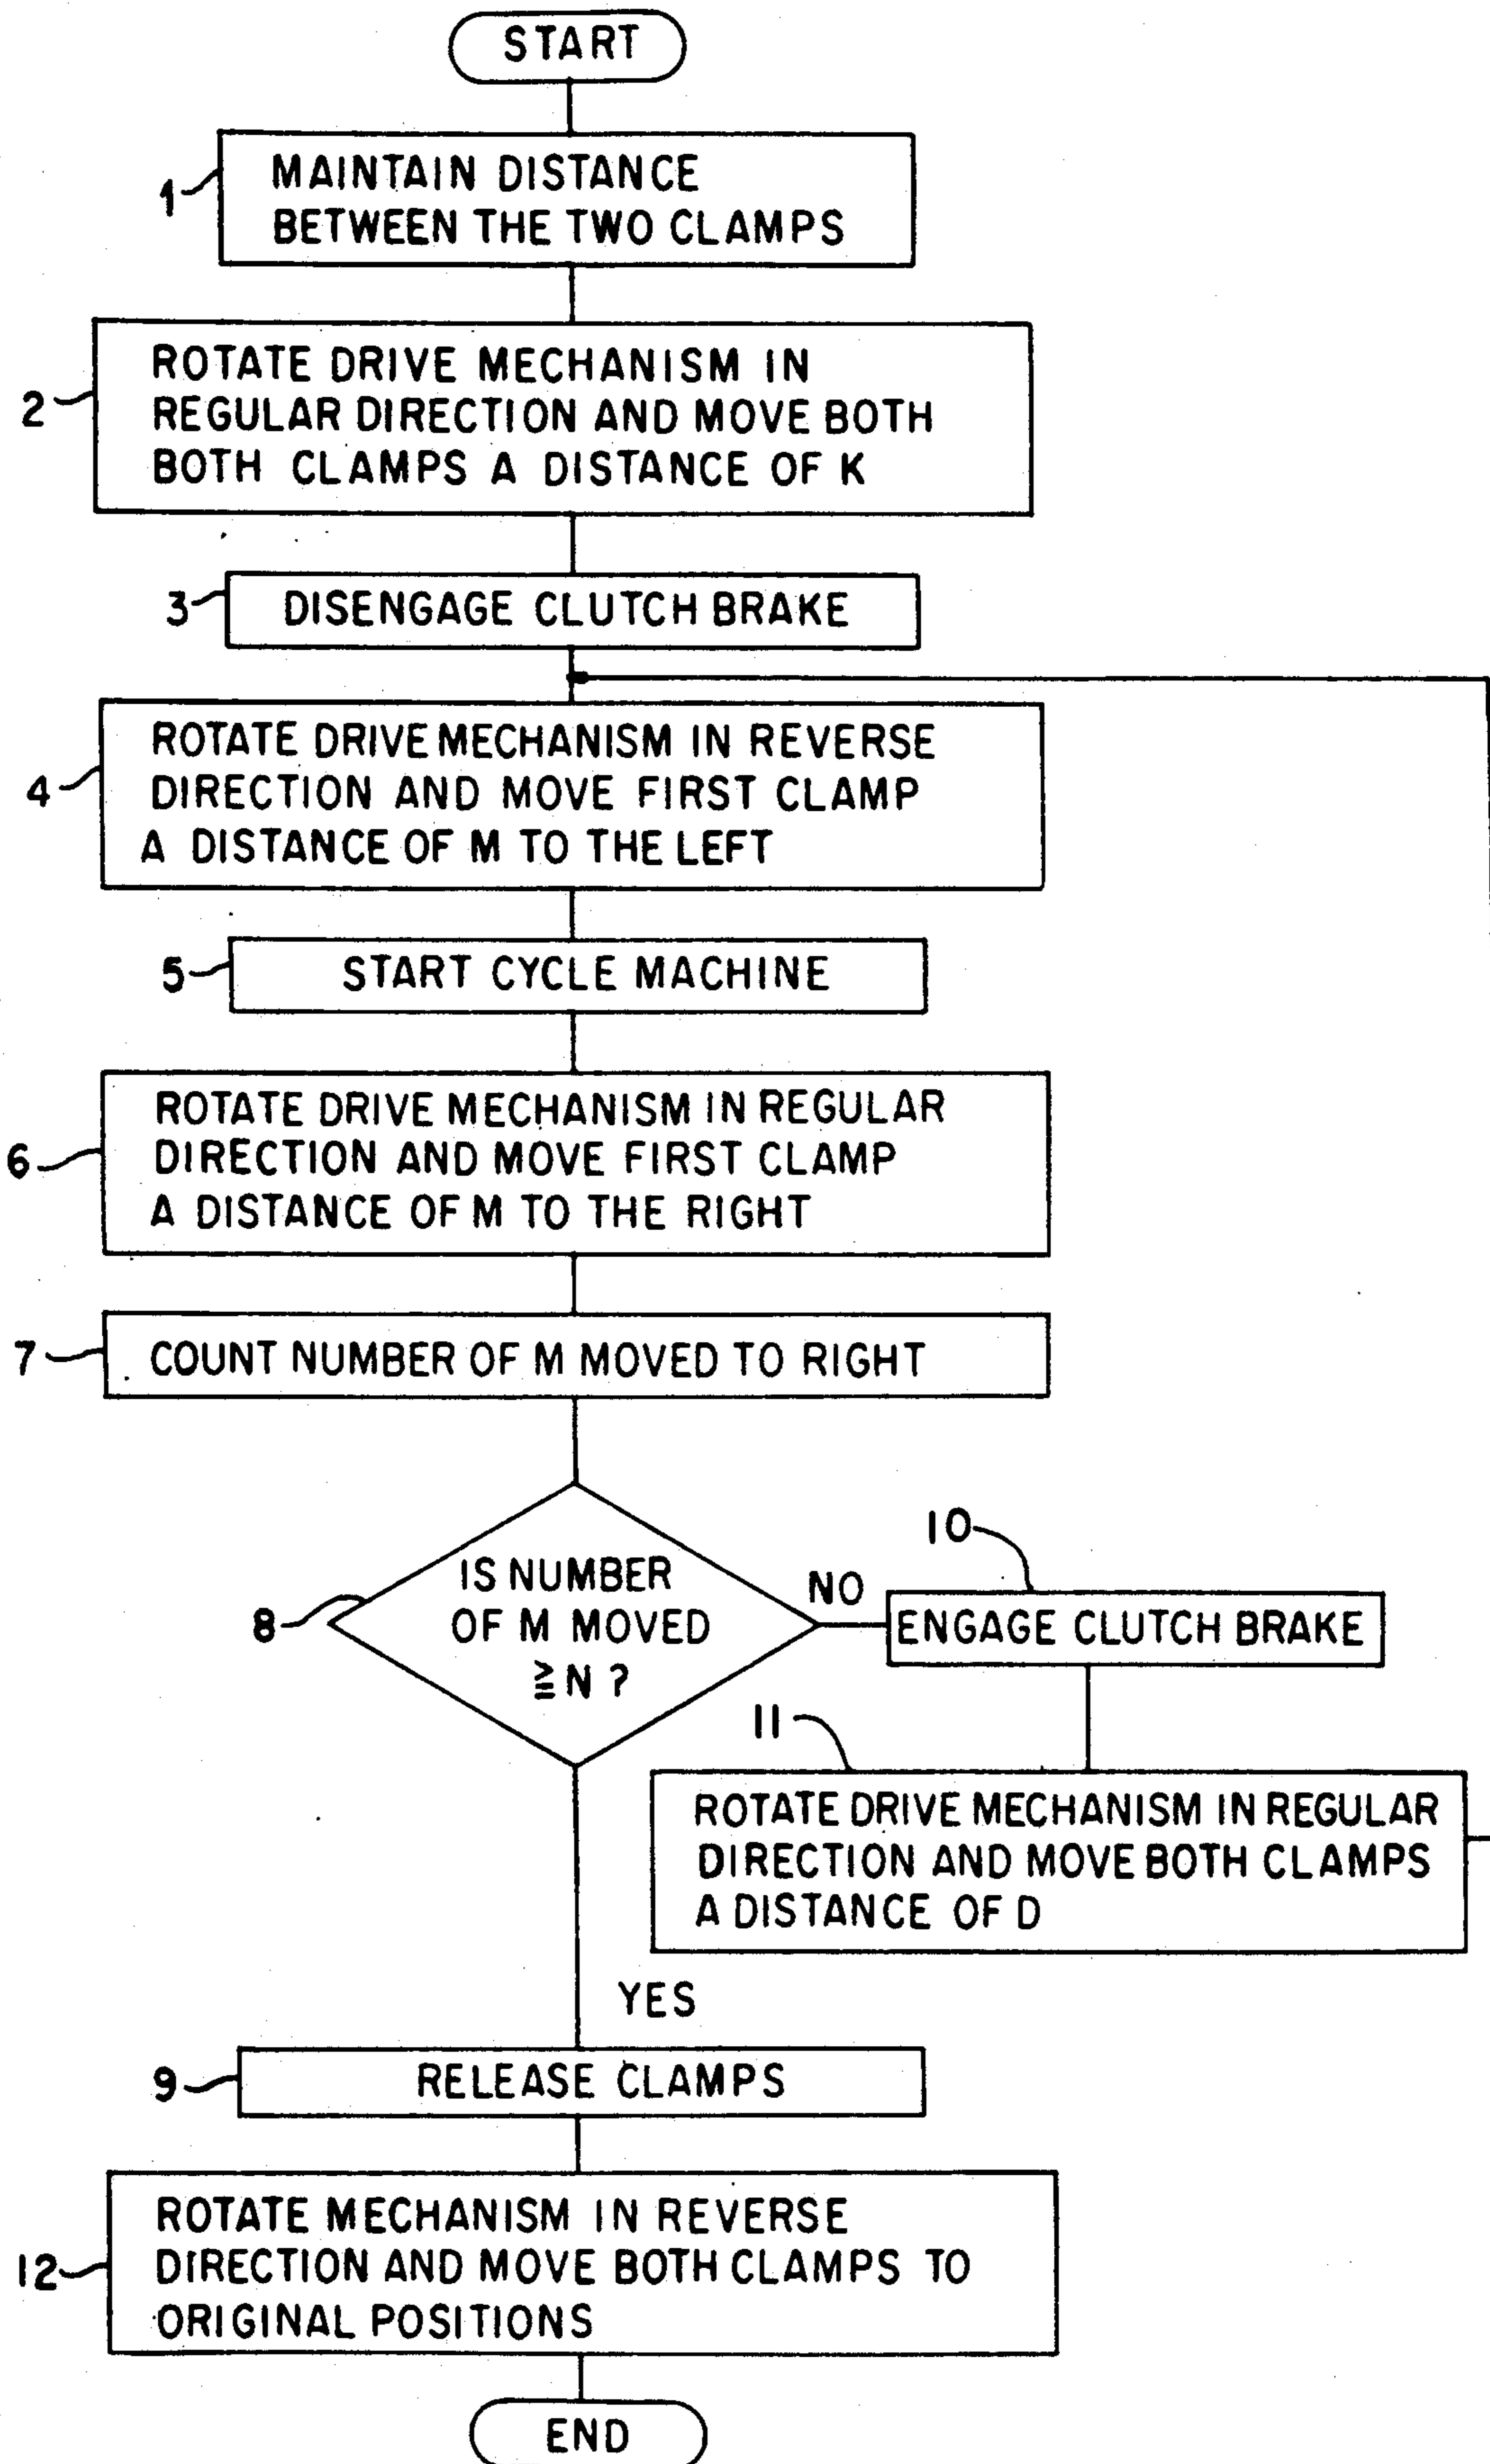 START
1
MAINTAIN DISTANCE
BETWEEN THE TWO CLAMPS
2
ROTATE DRIVE MECHANISM IN
REGULAR DIRECTION AND MOVE BOTH
BOTH CLAMPS A DISTANCE OF K
3
DISENGAGE CLUTCH BRAKE
4
ROTATE DRIVE MECHANISM IN REVERSE
DIRECTION AND MOVE FIRST CLAMP
A DISTANCE OF M TO THE LEFT
5
START CYCLE MACHINE
6
ROTATE DRIVE MECHANISM IN REGULAR
DIRECTION AND MOVE FIRST CLAMP
A DISTANCE OF M TO THE RIGHT
7
COUNT NUMBER OF M MOVED TO RIGHT
8
IS NUMBER
OF M MOVED
≧N ?
NO
10
ENGAGE CLUTCH BRAKE
11
ROTATE DRIVE MECHANISM IN REGULAR
DIRECTION AND MOVE BOTH CLAMPS
A DISTANCE OF D
YES
9
RELEASE CLAMPS
12
ROTATE MECHANISM IN REVERSE
DIRECTION AND MOVE BOTH CLAMPS TO
ORIGINAL POSITIONS
END